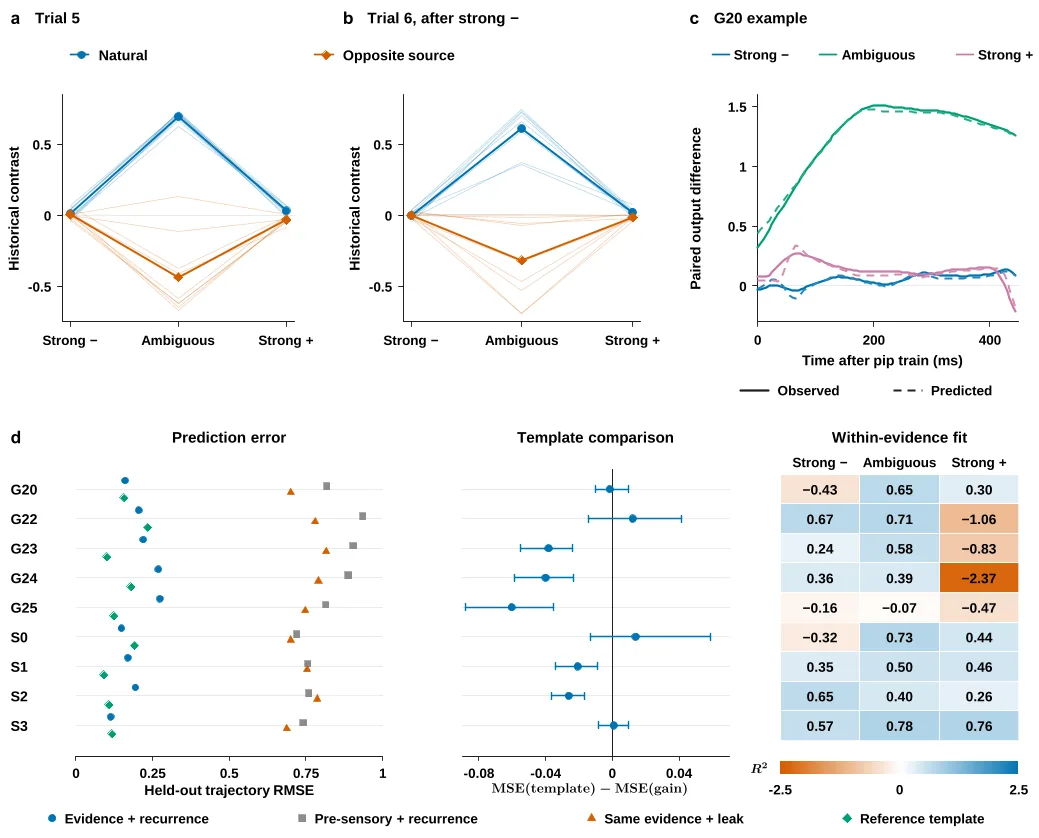 a Trial 5
b Trial 6, after strong −
c G20 example
Natural
Opposite source
Strong − Ambiguous Strong +
Historical contrast
0.5
0
-0.5
Strong − Ambiguous Strong +
Historical contrast
0.5
0
-0.5
Strong − Ambiguous Strong +
Paired output difference
1.5
1
0.5
0
0 200 400
Time after pip train (ms)
Observed Predicted
d Prediction error Template comparison Within-evidence fit
Strong − Ambiguous Strong +
G20 −0.43 0.65 0.30
G22 0.67 0.71 −1.06
G23 0.24 0.58 −0.83
G24 0.36 0.39 −2.37
G25 −0.16 −0.07 −0.47
S0 −0.32 0.73 0.44
S1 0.35 0.50 0.46
S2 0.65 0.40 0.26
S3 0.57 0.78 0.76
0 0.25 0.5 0.75 1
Held-out trajectory RMSE
-0.08 -0.04 0 0.04
MSE(template) − MSE(gain)
R²
-2.5 0 2.5
Evidence + recurrence Pre-sensory + recurrence Same evidence + leak Reference template